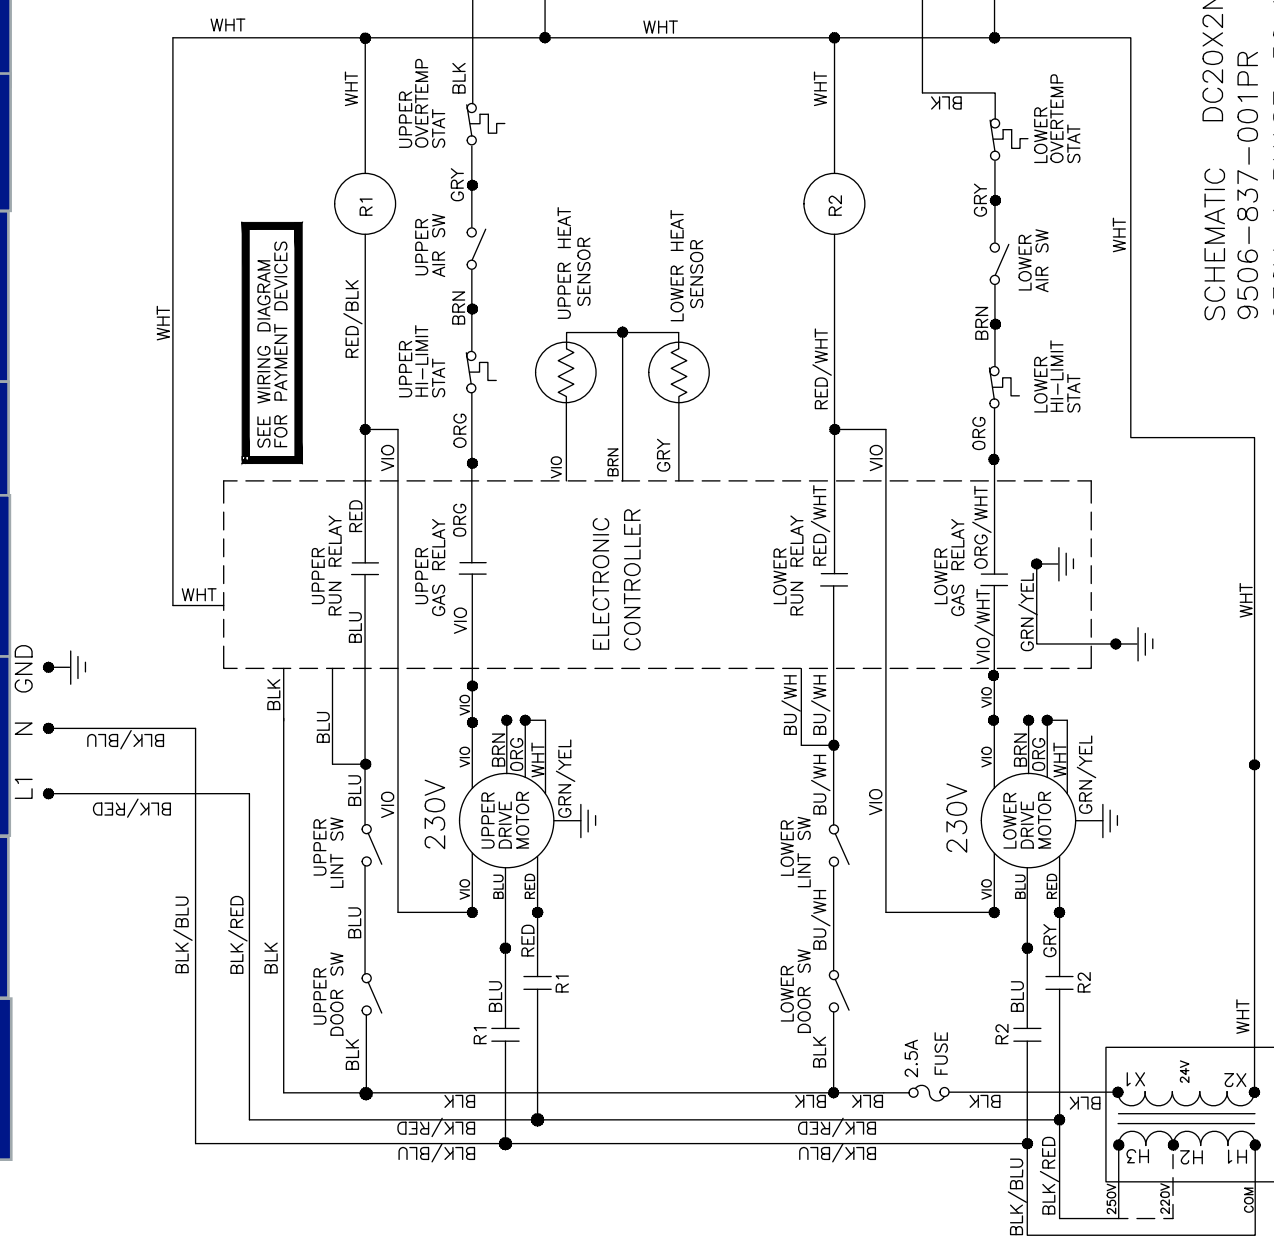 WHT
WHT
WHT
WHT
WHT
WHT
WHT
WHT
WHT
SEE WIRING DIAGRAM
FOR PAYMENT DEVICES
R1
RED/BLK
VIO
UPPER
OVERTEMP
STAT
BLK
GRY
UPPER
AIR SW
BRN
UPPER
HI-LIMIT
STAT
ORG
UPPER HEAT
SENSOR
LOWER HEAT
SENSOR
VIO
BRN
GRY
R2
RED/WHT
VIO
BLK
LOWER
OVERTEMP
STAT
GRY
LOWER
AIR SW
BRN
LOWER
HI-LIMIT
STAT
ORG
SCHEMATIC DC20X2N
9506-837-001PR
UPPER
RUN RELAY
RED
BLU
UPPER
GAS RELAY
ORG
VIO
ELECTRONIC
CONTROLLER
LOWER
RUN RELAY
RED/WHT
LOWER
GAS RELAY
ORG/WHT
VIO/WHT
GRN/YEL
L1
N
GND
BLK/BLU
BLK/RED
BLK/BLU
BLK/RED
BLK
BLK
BLU
BLU
UPPER
LINT SW
BLU
UPPER
DOOR SW
BLK
VIO
VIO
VIO
230V
UPPER
DRIVE
MOTOR
BRN
ORG
WHT
GRN/YEL
VIO
BLU
RED
RED
BLU
R1
R1
BU/WH
BU/WH
BU/WH
LOWER
LINT SW
BU/WH
LOWER
DOOR SW
BLK
VIO
VIO
VIO
230V
LOWER
DRIVE
MOTOR
BRN
ORG
WHT
GRN/YEL
VIO
BLU
RED
GRY
BLU
R2
R2
2.5A
FUSE
BLK
BLK
BLK
BLK
BLK
BLK/RED
BLK/RED
BLK/BLU
BLK/BLU
BLK/BLU
BLK/RED
X1
24V
X2
H3
H2
H1
250V
220V
COM